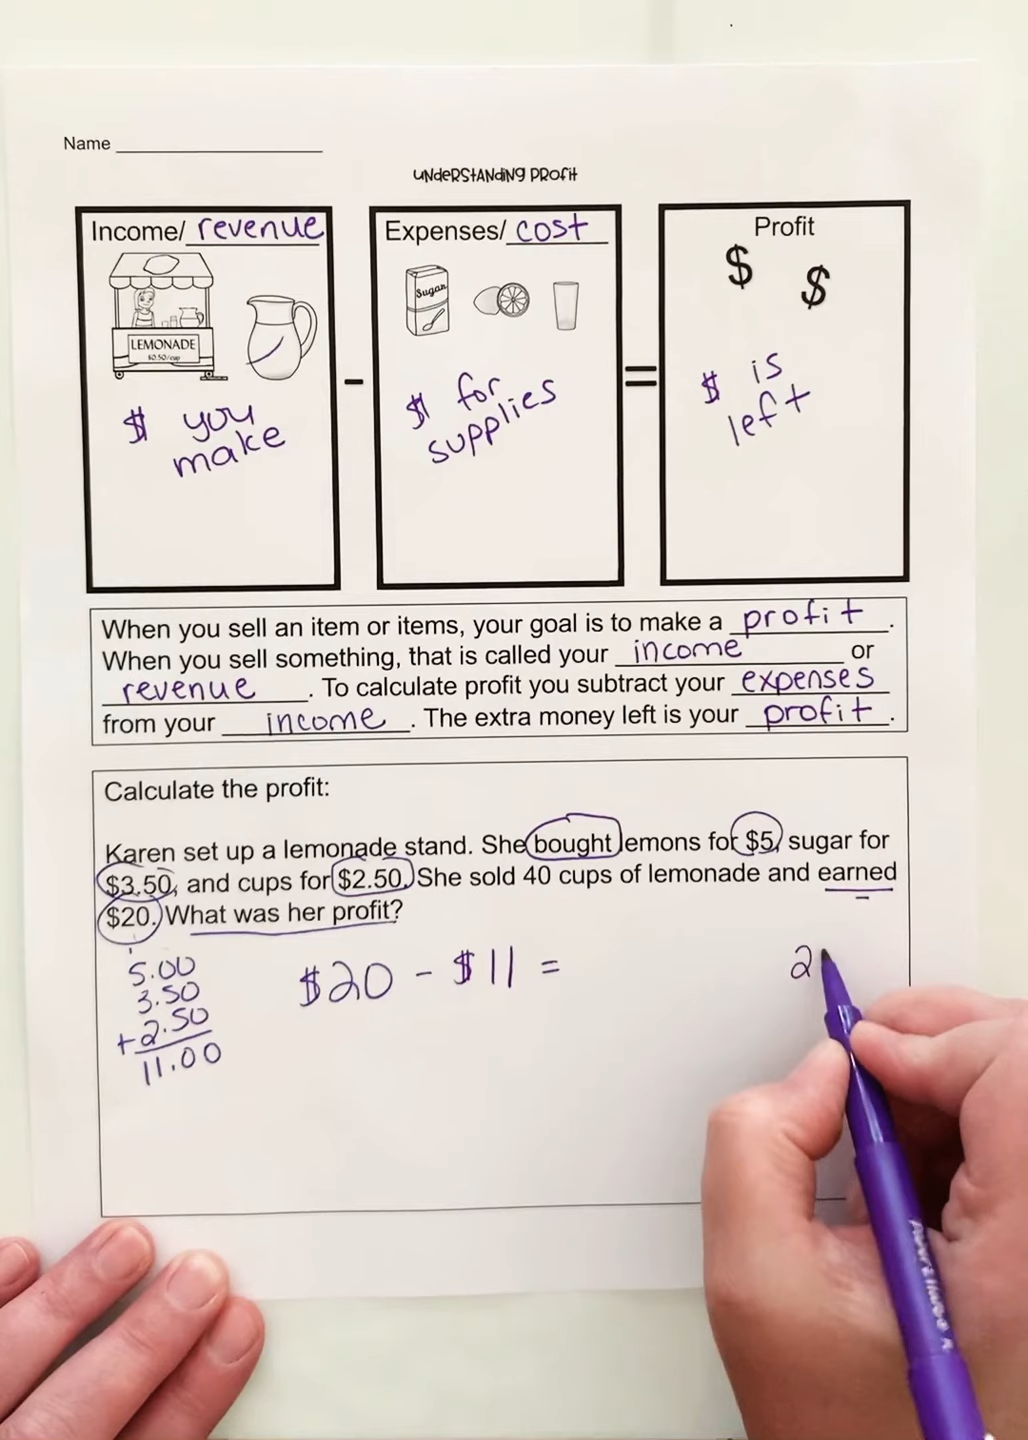 Name
Understanding Profit
Income/ revenue
LEMONADE
$0.50/cup
$ you
make
-
Expenses/ cost
Sugar
$ for
supplies
=
Profit
$ $
$ is
left
When you sell an item or items, your goal is to make a profit.
When you sell something, that is called your income or
revenue. To calculate profit you subtract your expenses
from your income. The extra money left is your profit.
Calculate the profit:
Karen set up a lemonade stand. She bought lemons for $5, sugar for
$3.50, and cups for $2.50. She sold 40 cups of lemonade and earned
$20. What was her profit?
5.00
3.50
+2.50
11.00
$20 - $11 =
2